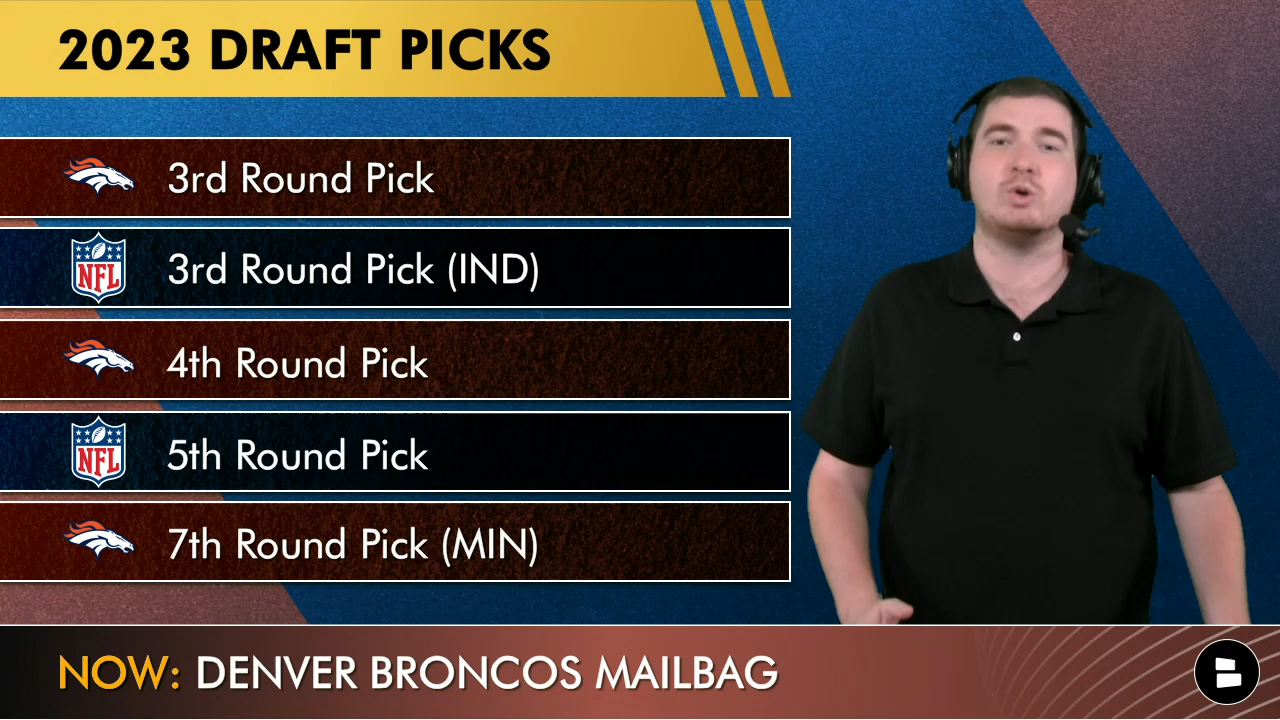 2023 DRAFT PICKS
3rd Round Pick
NFL
3rd Round Pick (IND)
4th Round Pick
NFL
5th Round Pick
7th Round Pick (MIN)
NOW: DENVER BRONCOS MAILBAG